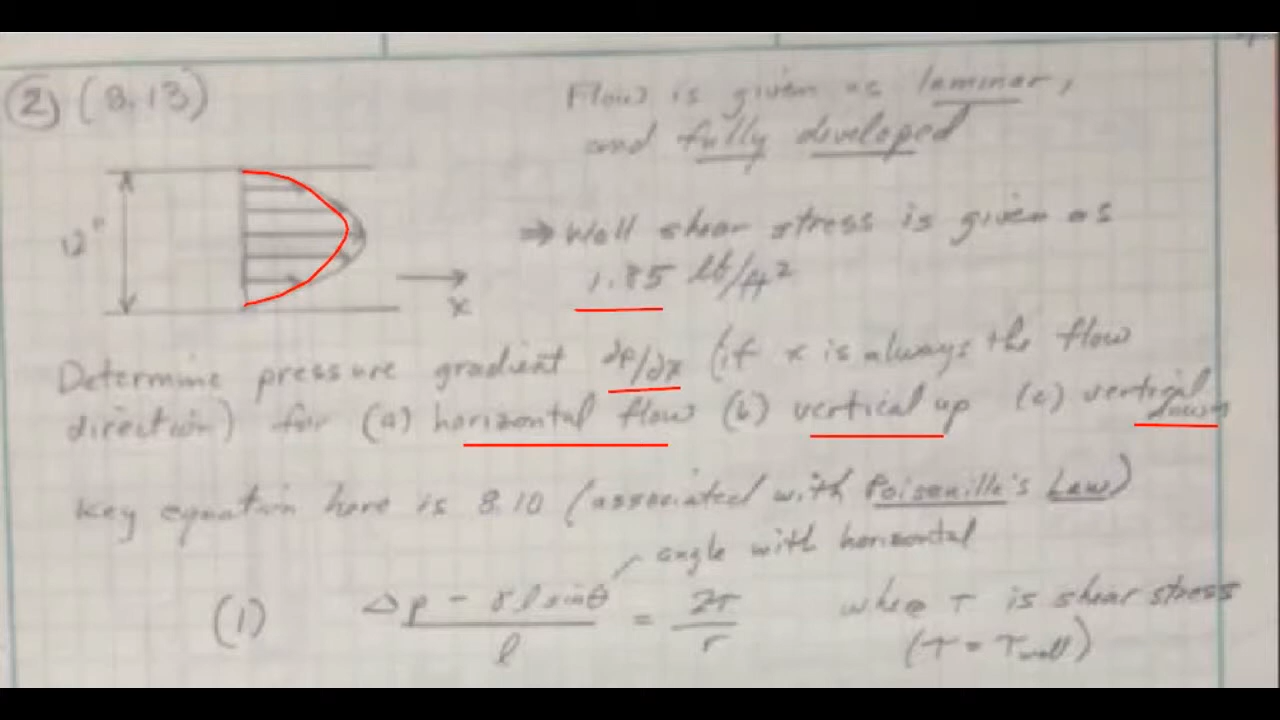 ② (8.13)
Flow is given as laminar,
and fully developed
12"
⇒ Wall shear stress is given as
1.85 lb/ft²
x
Determine pressure gradient ∂p/∂x (if x is always the flow
direction) for (a) horizontal flow (b) vertical up (c) vertical
down
Key equation here is 8.10 (associated with Poisenille's Law)
angle with horizontal
(1) Δp - γl sinθ / l = 2τ / r where τ is shear stress
(τ = τwall)